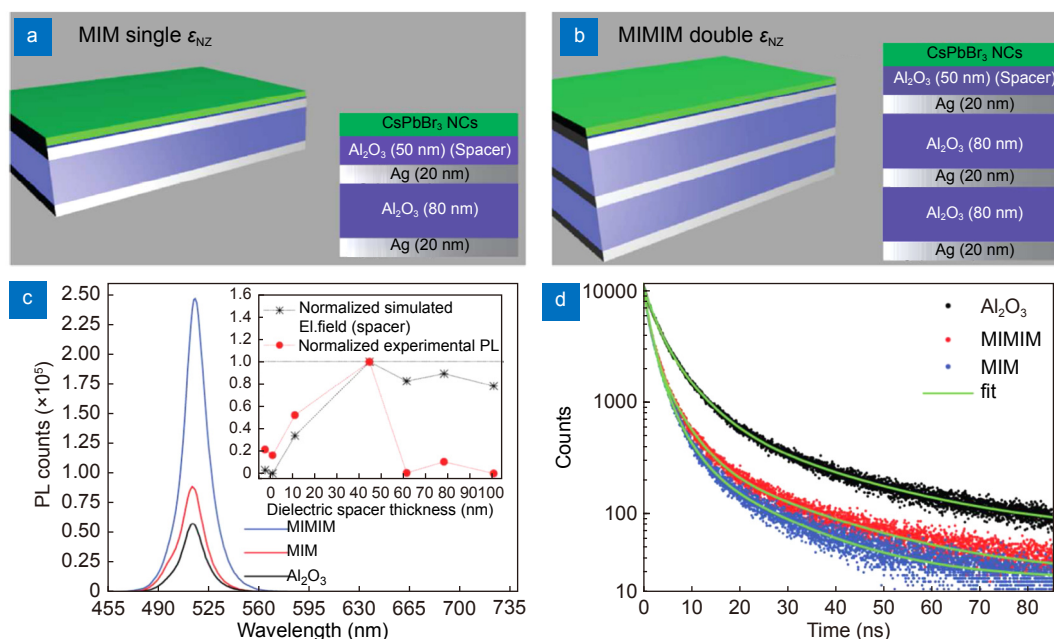 a
MIM single εNZ
CsPbBr₃ NCs
Al₂O₃ (50 nm) (Spacer)
Ag (20 nm)
Al₂O₃ (80 nm)
Ag (20 nm)
b
MIMIM double εNZ
CsPbBr₃ NCs
Al₂O₃ (50 nm) (Spacer)
Ag (20 nm)
Al₂O₃ (80 nm)
Ag (20 nm)
Al₂O₃ (80 nm)
Ag (20 nm)
c
PL counts (×10⁵)
2.50
2.25
2.00
1.75
1.50
1.25
1.00
0.75
0.50
0.25
0
455 490 525 560 595 630 665 700 735
Wavelength (nm)
1.6
1.4
1.2
1.0
0.8
0.6
0.4
0.2
0
Normalized simulated
El.field (spacer)
Normalized experimental PL
0 10 20 30 40 50 60 70 80 90 100
Dielectric spacer thickness (nm)
MIMIM
MIM
Al₂O₃
d
Counts
10000
1000
100
10
0 10 20 30 40 50 60 70 80
Time (ns)
Al₂O₃
MIMIM
MIM
fit